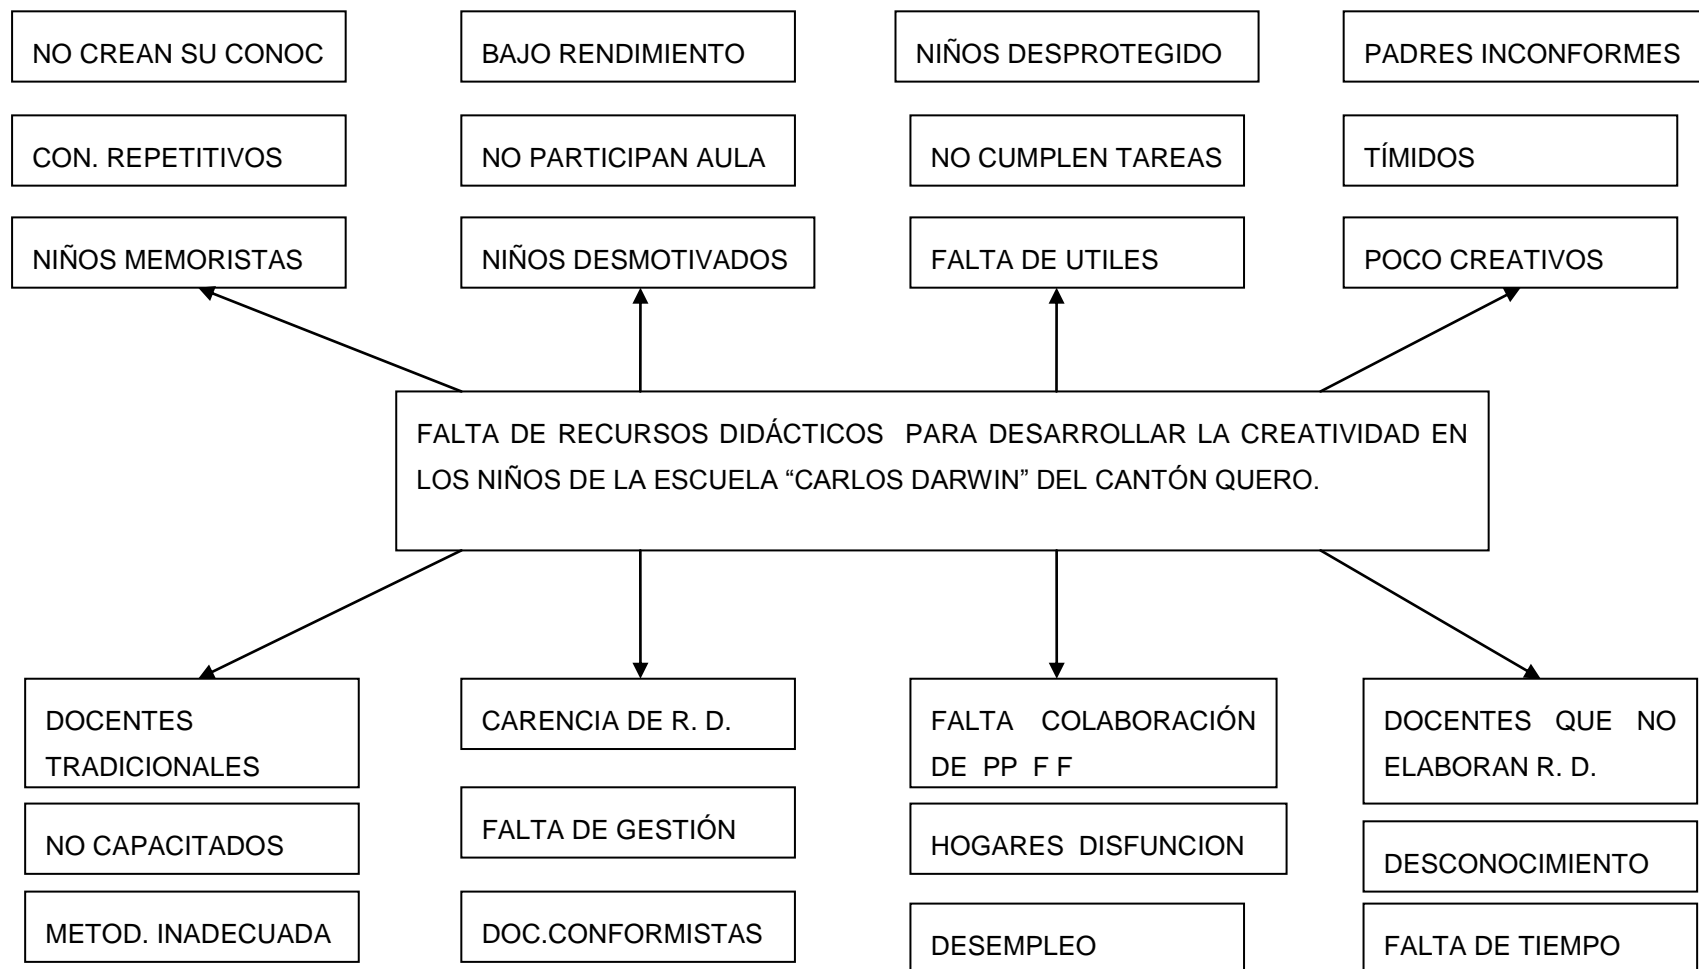 NO CREAN SU CONOC
BAJO RENDIMIENTO
NIÑOS DESPROTEGIDO
PADRES INCONFORMES
CON. REPETITIVOS
NO PARTICIPAN AULA
NO CUMPLEN TAREAS
TÍMIDOS
NIÑOS MEMORISTAS
NIÑOS DESMOTIVADOS
FALTA DE UTILES
POCO CREATIVOS
FALTA DE RECURSOS DIDÁCTICOS PARA DESARROLLAR LA CREATIVIDAD EN
LOS NIÑOS DE LA ESCUELA “CARLOS DARWIN” DEL CANTÓN QUERO.
DOCENTES
TRADICIONALES
CARENCIA DE R. D.
FALTA COLABORACIÓN
DE PP F F
DOCENTES QUE NO
ELABORAN R. D.
NO CAPACITADOS
FALTA DE GESTIÓN
HOGARES DISFUNCION
DESCONOCIMIENTO
METOD. INADECUADA
DOC.CONFORMISTAS
DESEMPLEO
FALTA DE TIEMPO